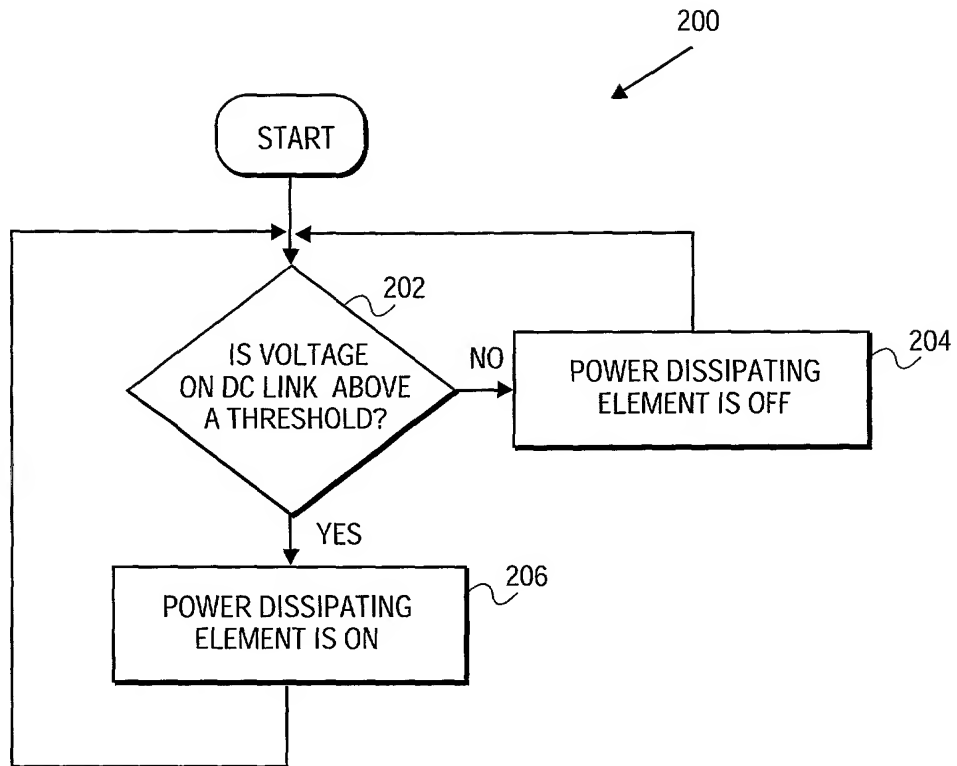 200
START
202
IS VOLTAGE
ON DC LINK ABOVE
A THRESHOLD?
NO
204
POWER DISSIPATING
ELEMENT IS OFF
YES
206
POWER DISSIPATING
ELEMENT IS ON